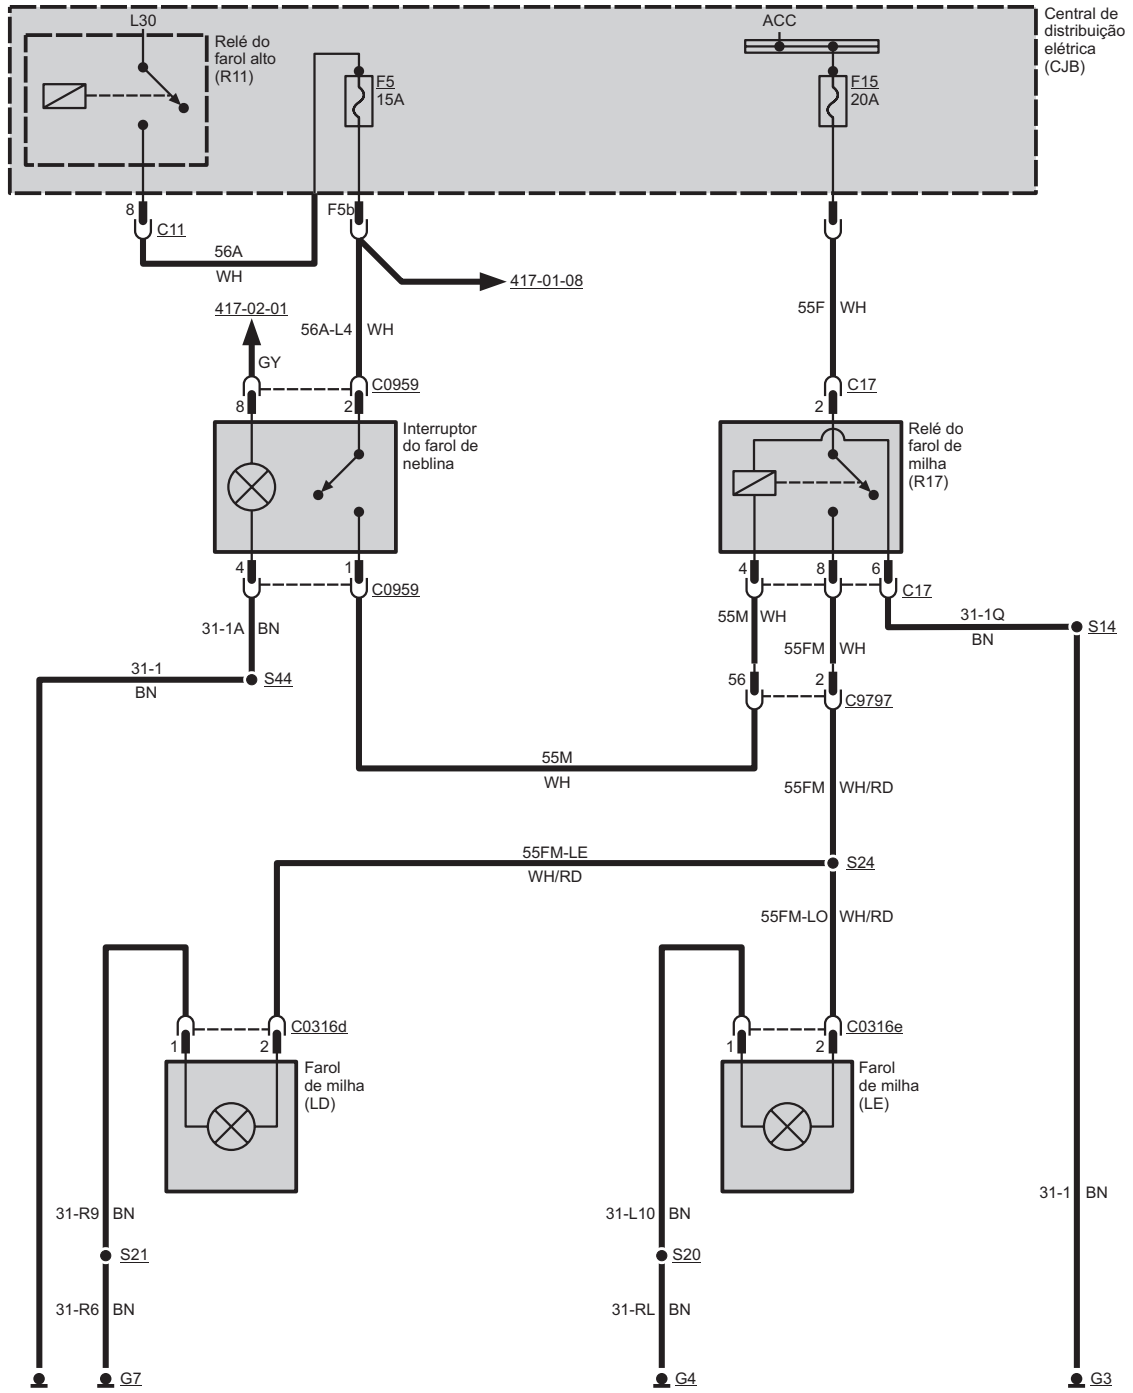 L30
Relé do
farol alto
(R11)
F5
15A
ACC
F15
20A
Central de
distribuição
elétrica
(CJB)
8
C11
F5b
56A
WH
417-01-08
417-02-01
GY
56A-L4
WH
55F
WH
C0959
8
2
C17
2
Interruptor
do farol de
neblina
Relé do
farol de
milha
(R17)
4
1
C0959
4
8
6
C17
31-1A
BN
55M
WH
55FM
WH
31-1Q
BN
S14
31-1
BN
S44
56
2
C9797
55M
WH
55FM
WH/RD
55FM-LE
WH/RD
S24
55FM-LO
WH/RD
C0316d
1
2
C0316e
1
2
Farol
de milha
(LD)
Farol
de milha
(LE)
31-R9
BN
31-L10
BN
31-1
BN
S21
S20
31-R6
BN
31-RL
BN
G7
G4
G3